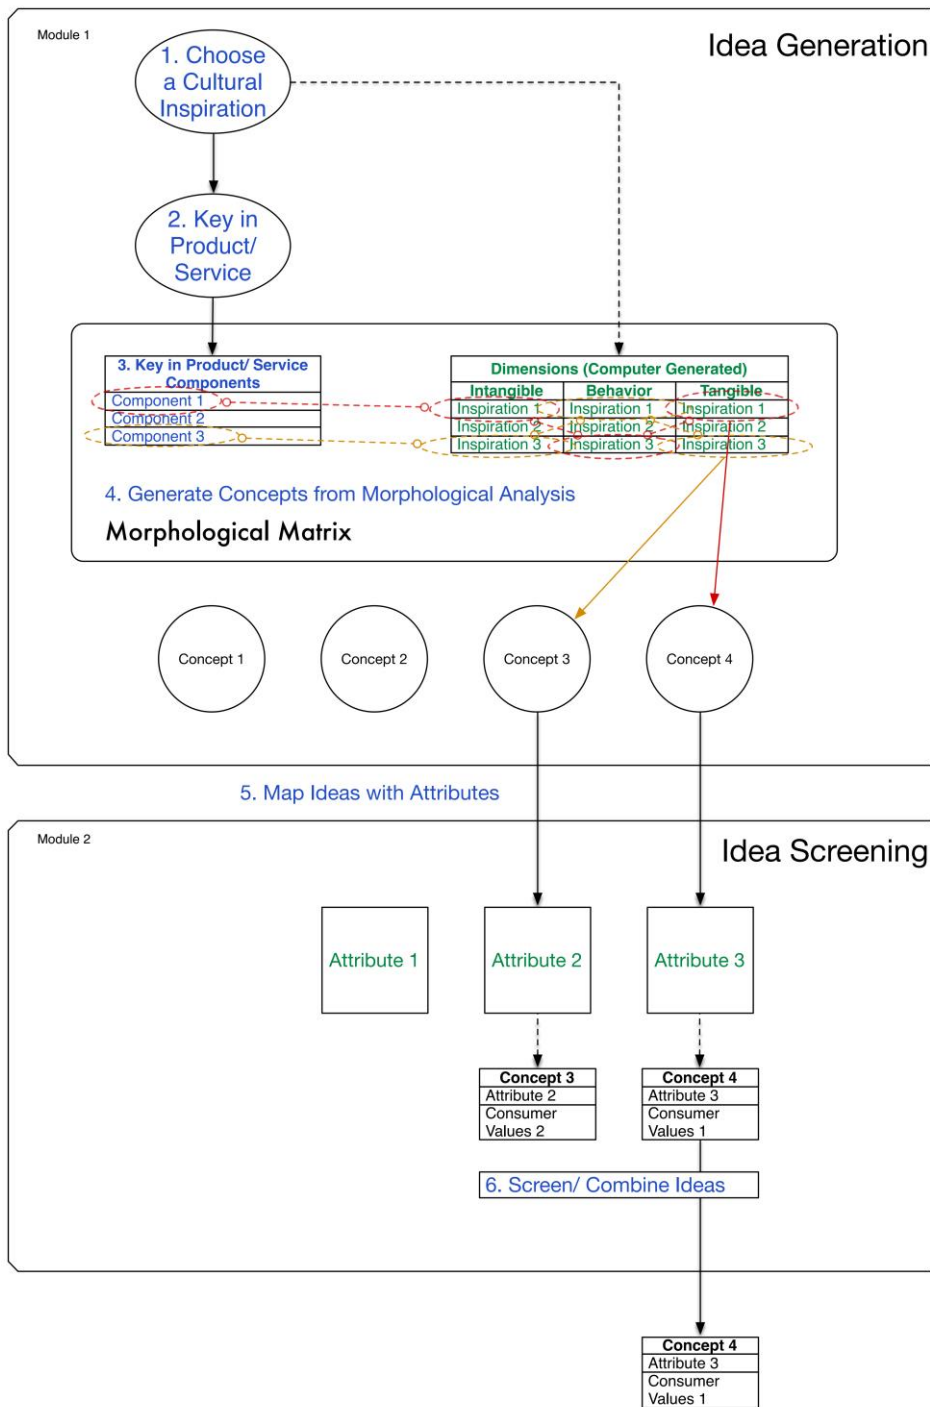 Module 1
Idea Generation
1. Choose
a Cultural
Inspiration
2. Key in
Product/
Service
3. Key in Product/ Service
Components
Component 1
Component 2
Component 3
Dimensions (Computer Generated)
Intangible Behavior Tangible
Inspiration 1 Inspiration 1 Inspiration 1
Inspiration 2 Inspiration 2 Inspiration 2
Inspiration 3 Inspiration 3 Inspiration 3
4. Generate Concepts from Morphological Analysis
Morphological Matrix
Concept 1 Concept 2 Concept 3 Concept 4
5. Map Ideas with Attributes
Module 2
Idea Screening
Attribute 1 Attribute 2 Attribute 3
Concept 3
Attribute 2
Consumer
Values 2
Concept 4
Attribute 3
Consumer
Values 1
6. Screen/ Combine Ideas
Concept 4
Attribute 3
Consumer
Values 1